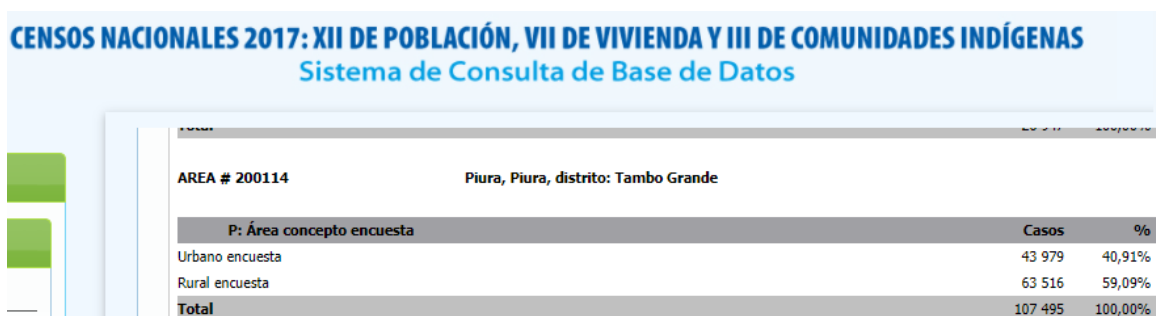 CENSOS NACIONALES 2017: XII DE POBLACIÓN, VII DE VIVIENDA Y III DE COMUNIDADES INDÍGENAS
Sistema de Consulta de Base de Datos
AREA # 200114 Piura, Piura, distrito: Tambo Grande
P: Área concepto encuesta Casos %
Urbano encuesta 43 979 40,91%
Rural encuesta 63 516 59,09%
Total 107 495 100,00%